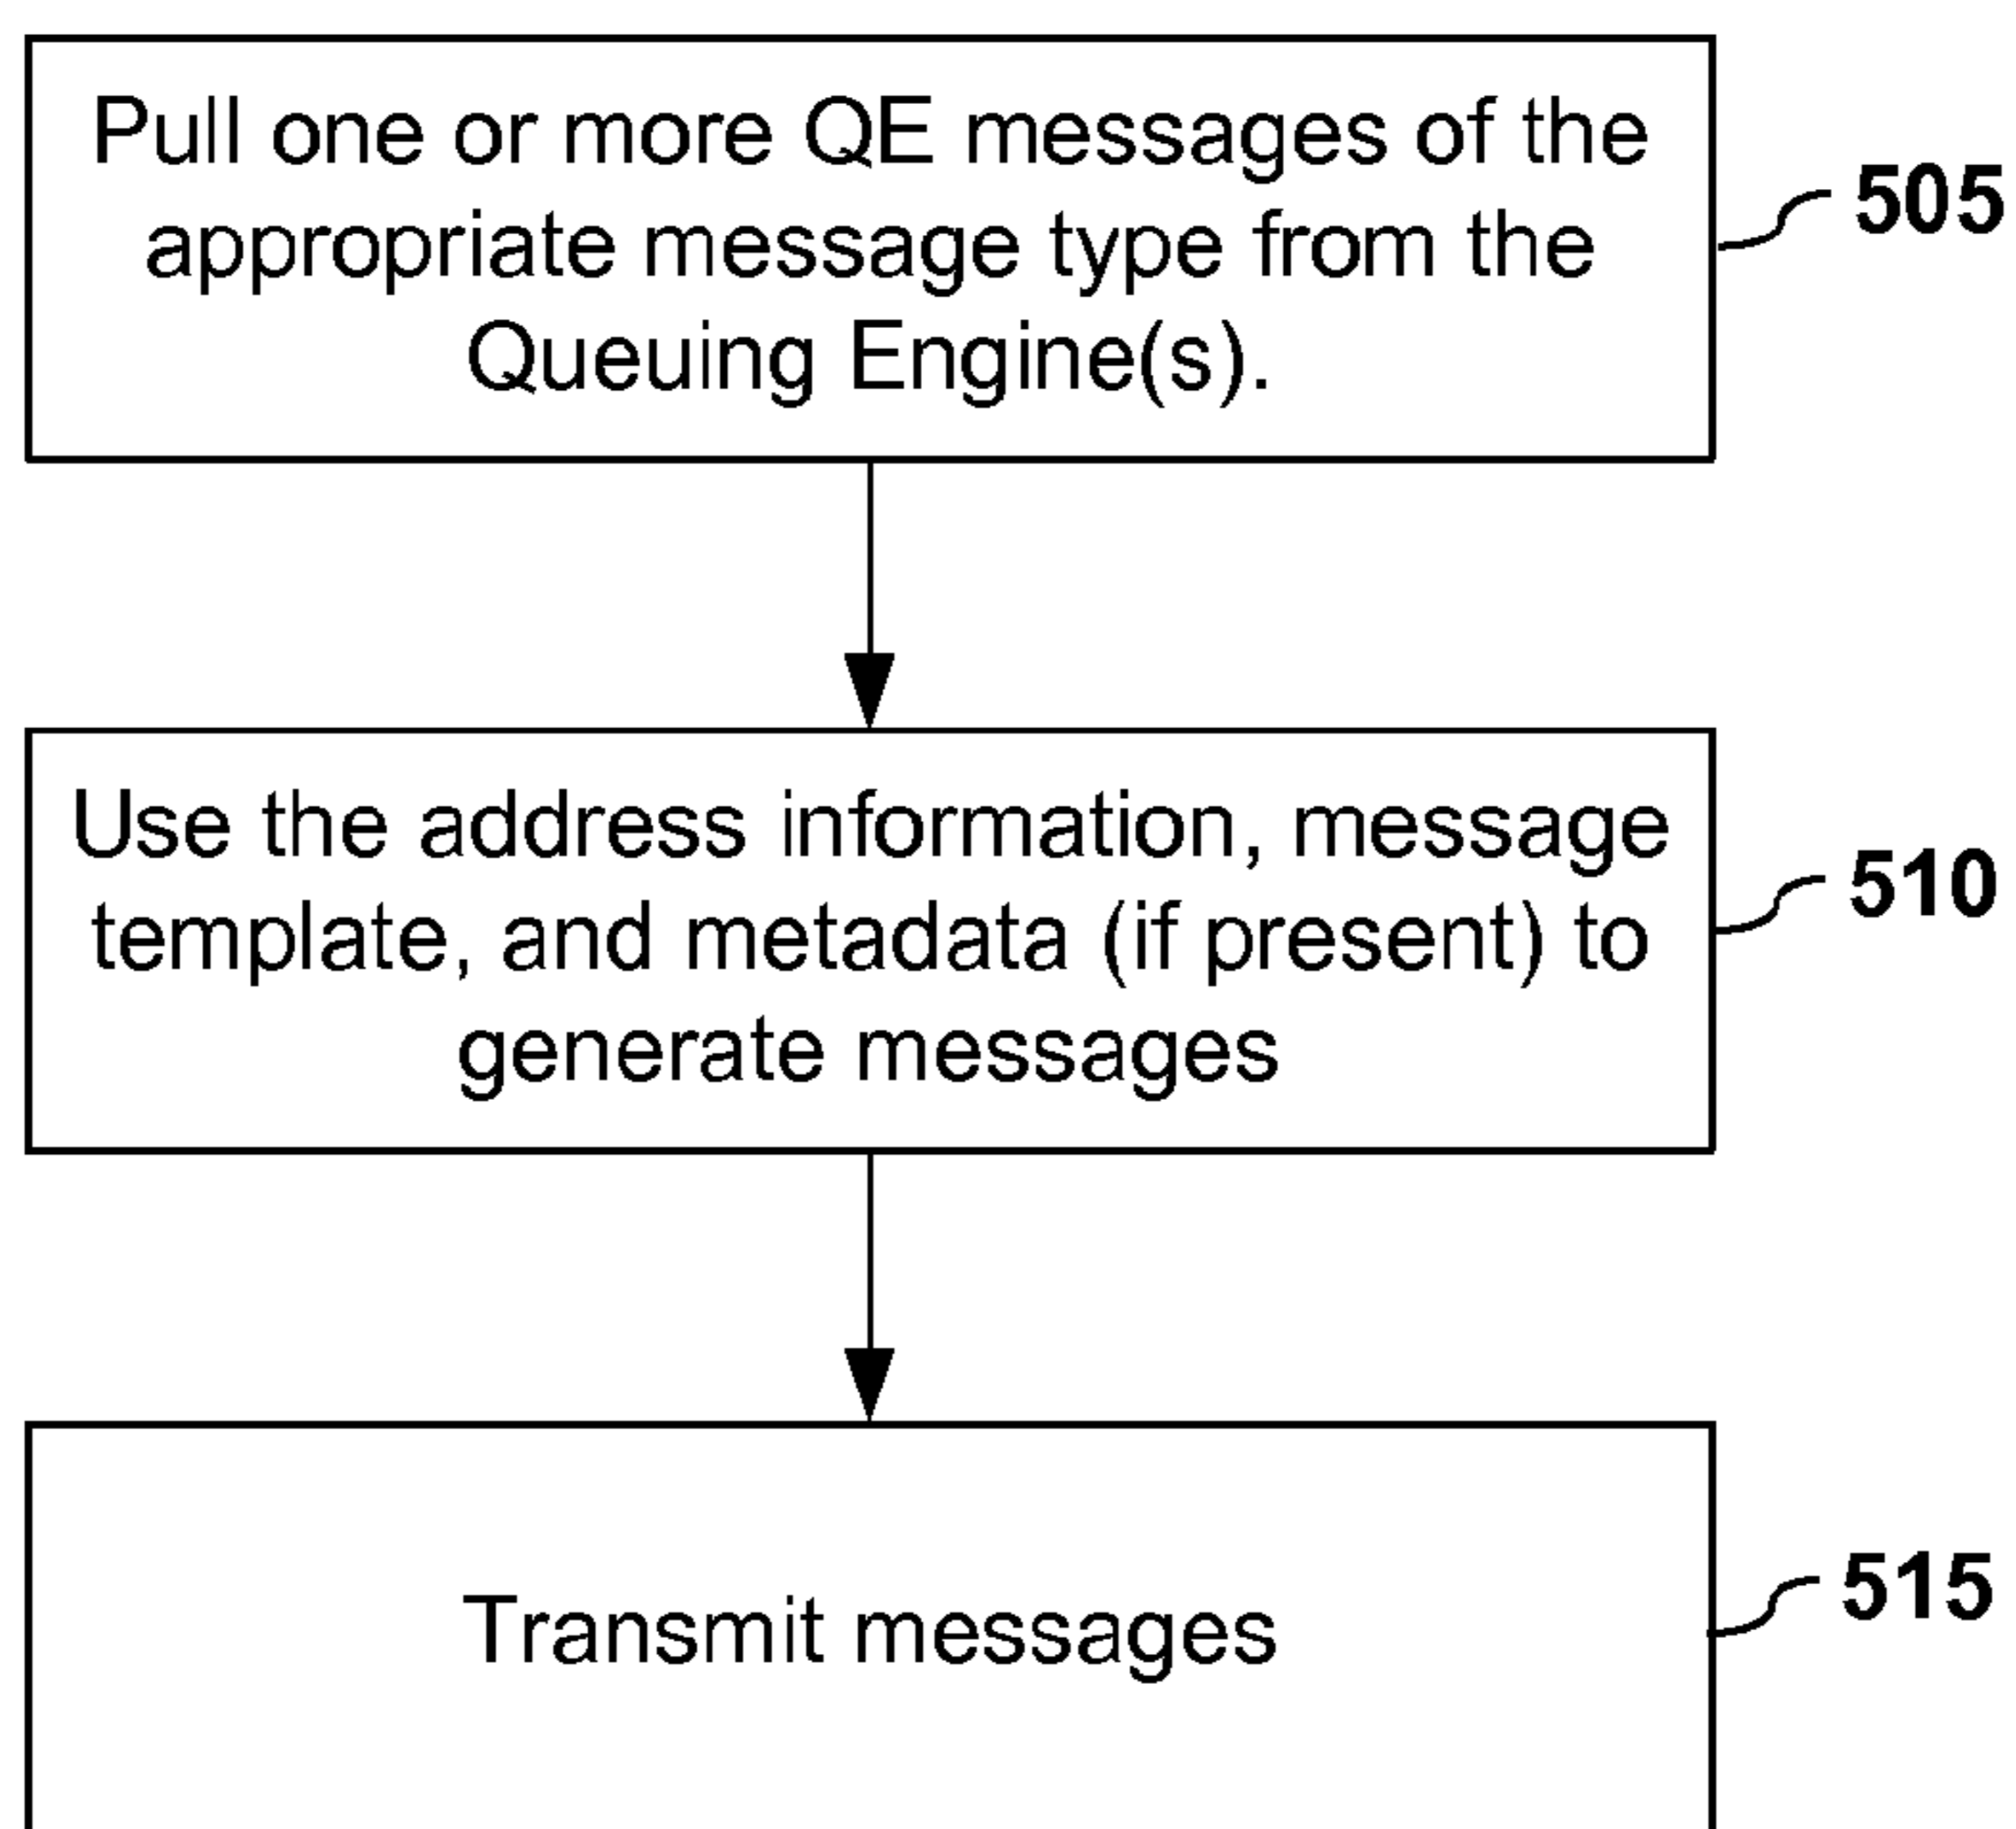 Pull one or more QE messages of the
appropriate message type from the
Queuing Engine(s).
505
Use the address information, message
template, and metadata (if present) to
generate messages
510
Transmit messages
515